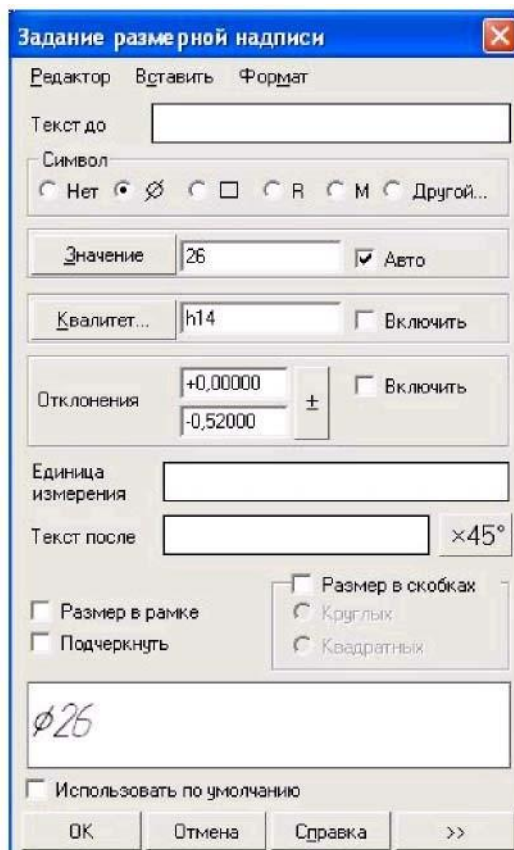 Задание размерной надписи
Редактор Вставить Формат
Текст до
Символ
Нет ⌀ □ R M Другой...
Значение 26 Авто
Квалитет... h14 Включить
+0,00000
Отклонения ± Включить
-0,52000
Единица
измерения
Текст после ×45°
Размер в скобках
Размер в рамке
Круглых
Подчеркнуть
Квадратных
⌀26
Использовать по умолчанию
OK Отмена Справка >>